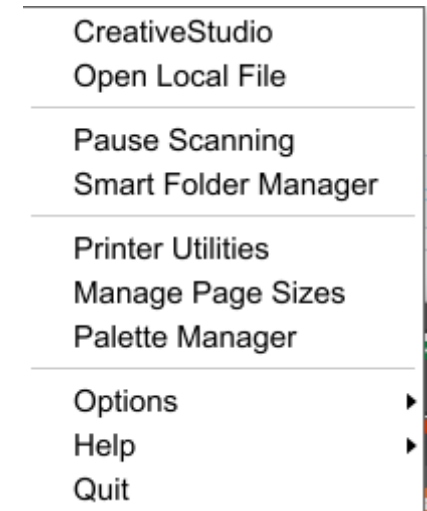 CreativeStudio
Open Local File
Pause Scanning
Smart Folder Manager
Printer Utilities
Manage Page Sizes
Palette Manager
Options
Help
Quit